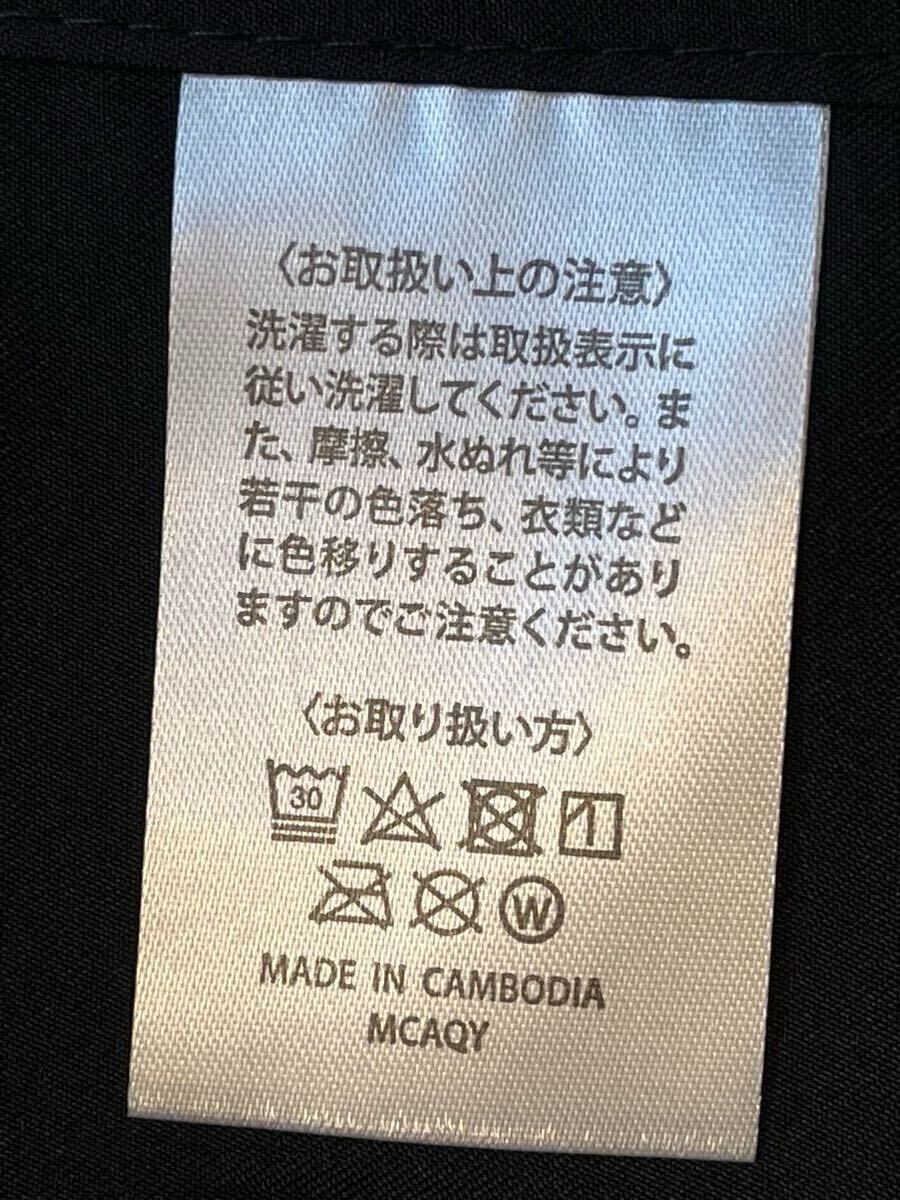 〈お取扱い上の注意〉
洗濯する際は取扱表示に
従い洗濯してください。ま
た、摩擦、水ぬれ等により
若干の色落ち、衣類など
に色移りすることがあり
ますのでご注意ください。
〈お取り扱い方〉
30
W
MADE IN CAMBODIA
MCAQY